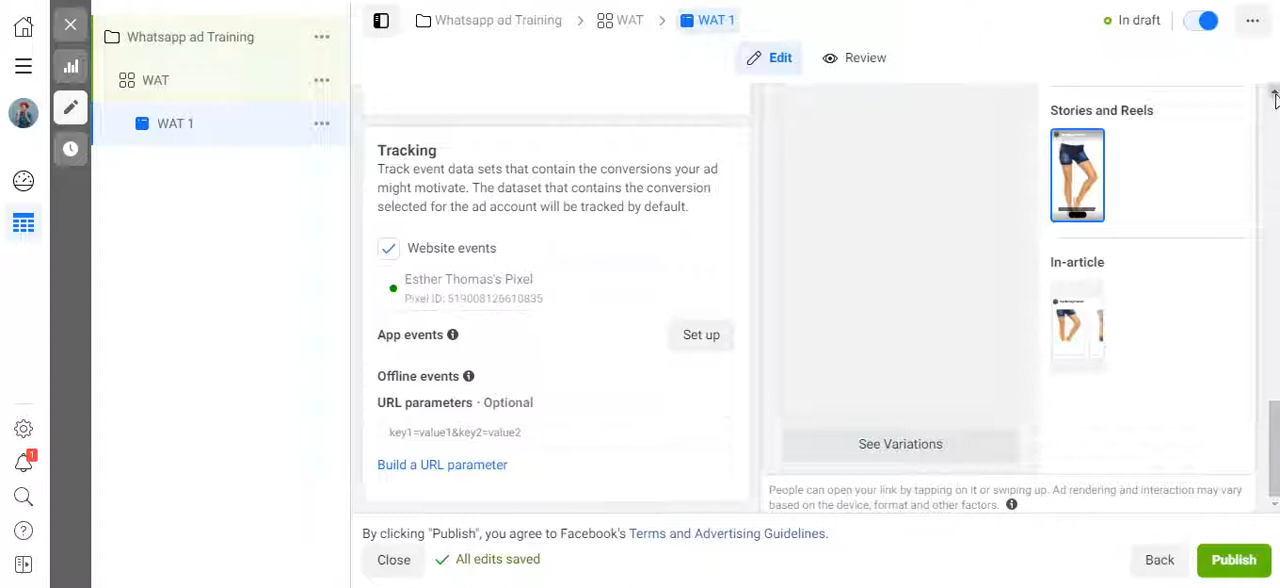 Whatsapp ad Training
WAT
WAT 1
Whatsapp ad Training > WAT > WAT 1
In draft
Edit
Review
Tracking
Track event data sets that contain the conversions your ad
might motivate. The dataset that contains the conversion
selected for the ad account will be tracked by default.
Website events
Esther Thomas's Pixel
Pixel ID: 519008126610835
App events
Set up
Offline events
URL parameters · Optional
key1=value1&key2=value2
Build a URL parameter
Stories and Reels
In-article
See Variations
People can open your link by tapping on it or swiping up. Ad rendering and interaction may vary
based on the device, format and other factors.
By clicking "Publish", you agree to Facebook's Terms and Advertising Guidelines.
Close
All edits saved
Back
Publish
1